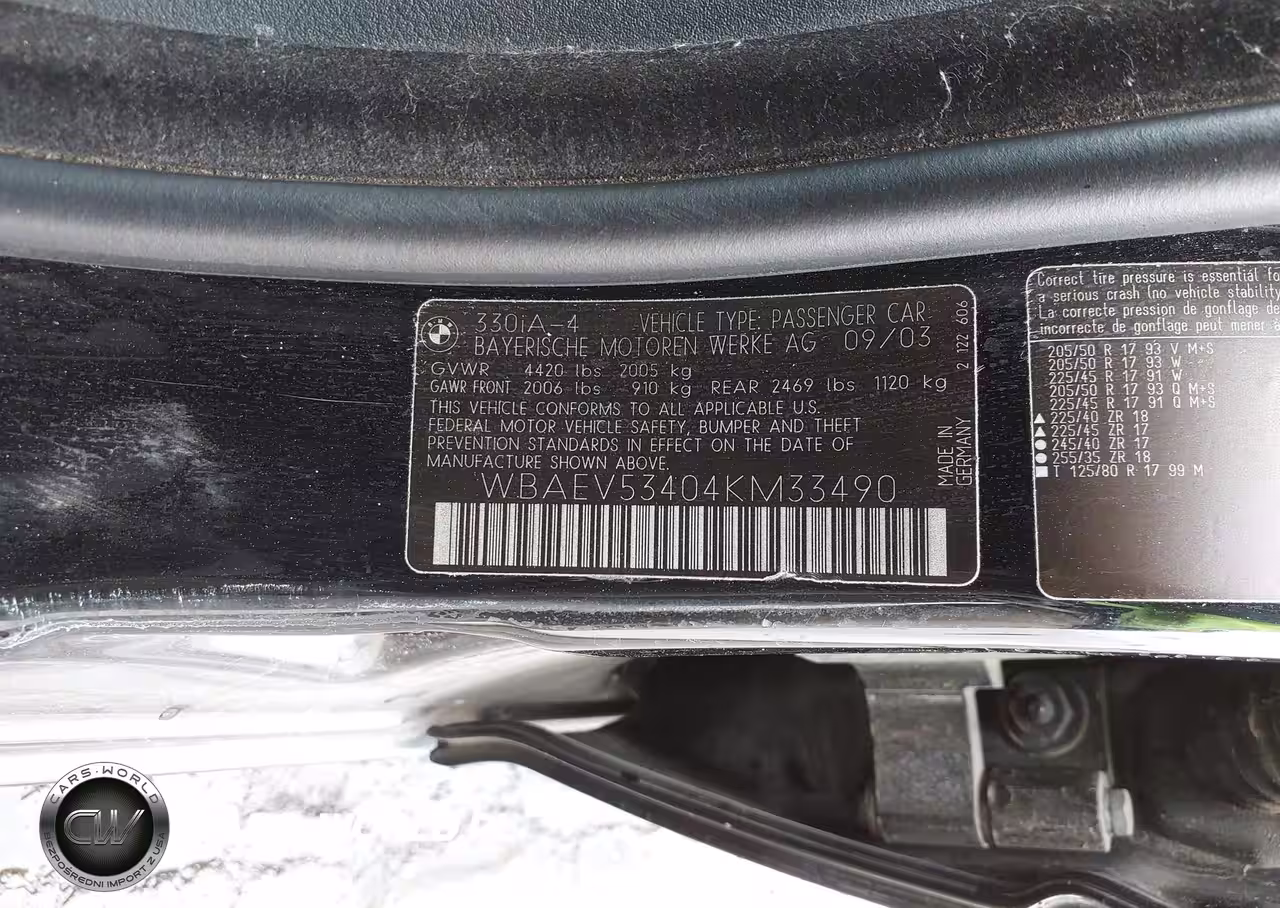 330iA-4 VEHICLE TYPE: PASSENGER CAR
BAYERISCHE MOTOREN WERKE AG 09/03
GVWR 4420 lbs 2005 kg
GAWR FRONT 2006 lbs 910 kg REAR 2469 lbs 1120 kg
THIS VEHICLE CONFORMS TO ALL APPLICABLE U.S.
FEDERAL MOTOR VEHICLE SAFETY, BUMPER AND THEFT
PREVENTION STANDARDS IN EFFECT ON THE DATE OF
MANUFACTURE SHOWN ABOVE.
WBAEV53404KM33490
MADE IN
GERMANY
2 122 606
Correct tire pressure is essential fo
a serious crash (no vehicle stability
La correcte pression de gonflage de
incorrecte de gonflage peut mener a
205/50 R 17 93 V M+S
205/50 R 17 93 W
225/45 R 17 91 W
205/50 R 17 93 Q M+S
225/45 R 17 91 Q M+S
225/40 ZR 18
225/45 ZR 17
245/40 ZR 17
255/35 ZR 18
T 125/80 R 17 99 M
CARS-WORLD
CW
BEZPOŚREDNI IMPORT Z USA